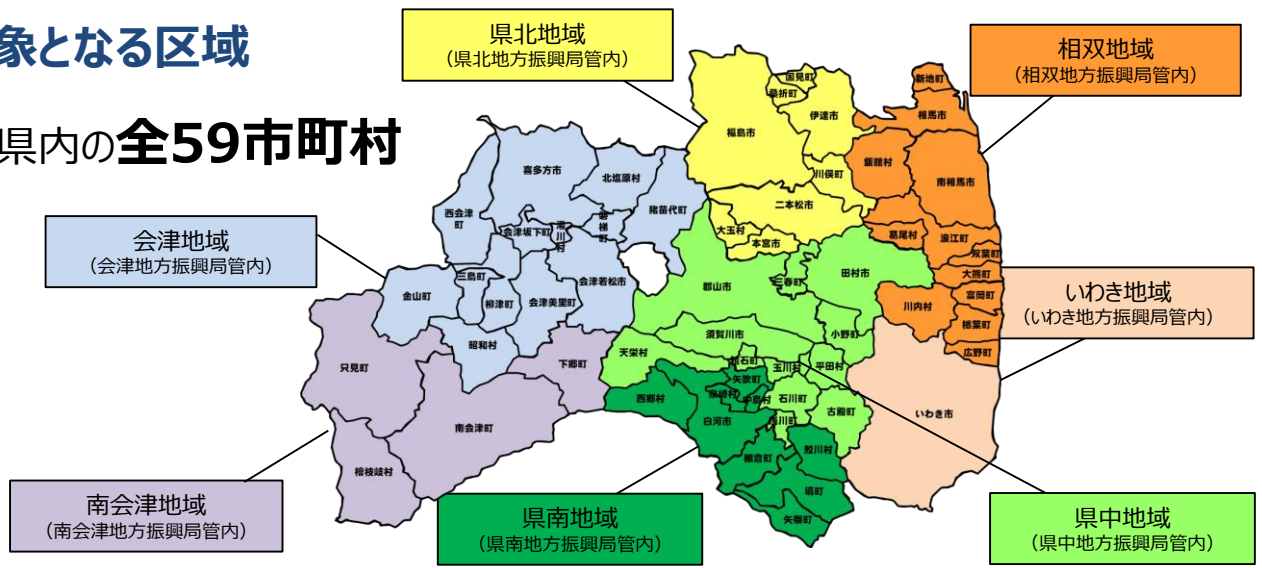 象となる区域
県内の全59市町村
県北地域
（県北地方振興局管内）
相双地域
（相双地方振興局管内）
会津地域
（会津地方振興局管内）
いわき地域
（いわき地方振興局管内）
南会津地域
（南会津地方振興局管内）
県南地域
（県南地方振興局管内）
県中地域
（県中地方振興局管内）
国見町
桑折町
福島市
伊達市
川俣町
二本松市
大玉村
本宮市
新地町
相馬市
飯舘村
南相馬市
葛尾村
浪江町
双葉町
大熊町
富岡町
川内村
楢葉町
広野町
喜多方市
北塩原村
西会津
町
会津坂下町
湯川
村
磐
梯
町
猪苗代町
三島町
金山町
柳津町
会津美里町
会津若松市
昭和村
只見町
下郷町
南会津町
檜枝岐村
郡山市
三春町
田村市
小野町
須賀川市
天栄村
鏡石町
玉川村
平田村
石川町
古殿町
浅川町
西郷村
矢吹町
泉崎村
中島村
白河市
棚倉町
鮫川村
塙町
矢祭町
いわき市